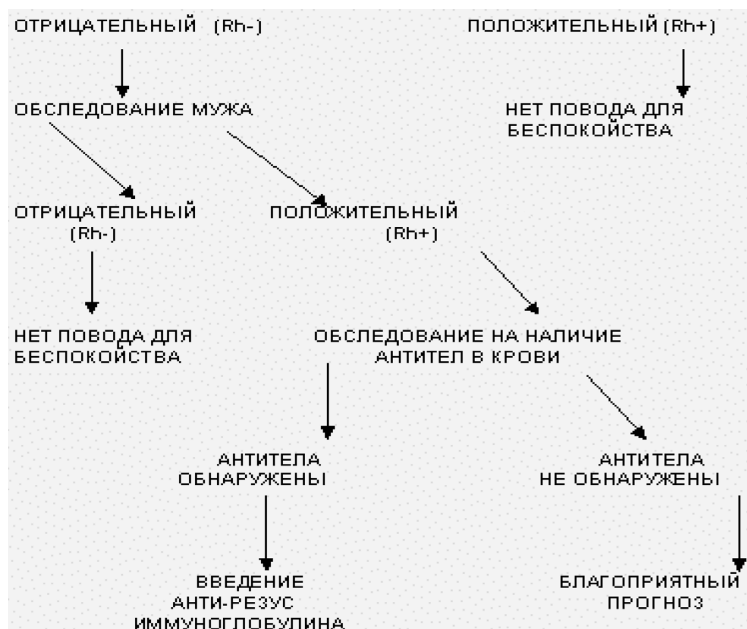 ОТРИЦАТЕЛЬНЫЙ (Rh-)
ПОЛОЖИТЕЛЬНЫЙ (Rh+)
ОБСЛЕДОВАНИЕ МУЖА
НЕТ ПОВОДА ДЛЯ
БЕСПОКОЙСТВА
ОТРИЦАТЕЛЬНЫЙ
(Rh-)
ПОЛОЖИТЕЛЬНЫЙ
(Rh+)
НЕТ ПОВОДА ДЛЯ
БЕСПОКОЙСТВА
ОБСЛЕДОВАНИЕ НА НАЛИЧИЕ
АНТИТЕЛ В КРОВИ
АНТИТЕЛА
ОБНАРУЖЕНЫ
АНТИТЕЛА
НЕ ОБНАРУЖЕНЫ
ВВЕДЕНИЕ
АНТИ-РЕЗУС
ИММУНОГЛОБУЛИНА
БЛАГОПРИЯТНЫЙ
ПРОГНОЗ